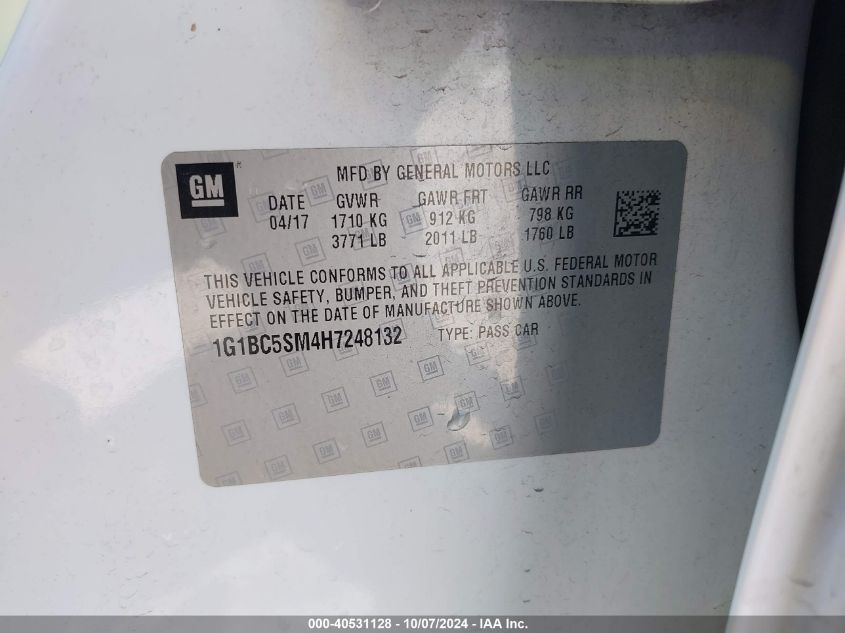 GM
MFD BY GENERAL MOTORS LLC
DATE GVWR GAWR FRT GAWR RR
04/17 1710 KG 912 KG 798 KG
3771 LB 2011 LB 1760 LB
THIS VEHICLE CONFORMS TO ALL APPLICABLE U.S. FEDERAL MOTOR
VEHICLE SAFETY, BUMPER, AND THEFT PREVENTION STANDARDS IN
EFFECT ON THE DATE OF MANUFACTURE SHOWN ABOVE.
1G1BC5SM4H7248132 TYPE: PASS CAR
000-40531128 - 10/07/2024 - IAA Inc.